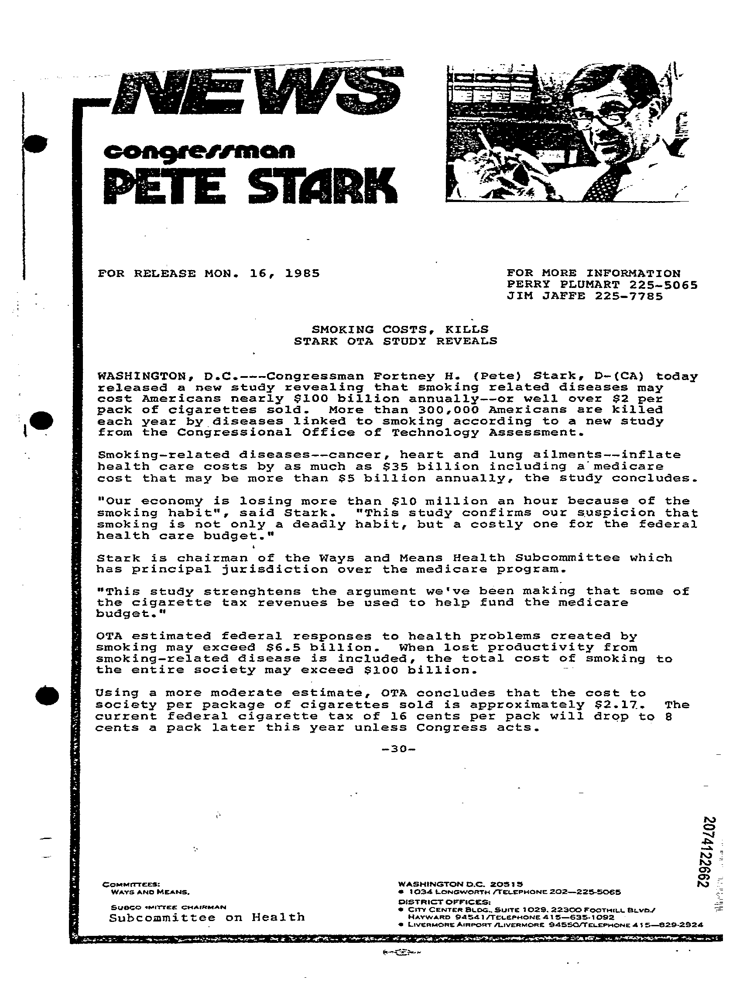 NEWS
congressman
PETE STARK
FOR RELEASE MON. 16, 1985
FOR MORE INFORMATION
PERRY PLUMART 225-5065
JIM JAFFE 225-7785
SMOKING COSTS, KILLS
STARK OTA STUDY REVEALS
WASHINGTON, D.C.---Congressman Fortney H. (Pete) Stark, D-(CA) today
released a new study revealing that smoking related diseases may
cost Americans nearly $100 billion annually--or well over $2 per
pack of cigarettes sold. More than 300,000 Americans are killed
each year by diseases linked to smoking according to a new study
from the Congressional Office of Technology Assessment.
Smoking-related diseases--cancer, heart and lung ailments--inflate
health care costs by as much as $35 billion including a medicare
cost that may be more than $5 billion annually, the study concludes.
"Our economy is losing more than $10 million an hour because of the
smoking habit", said Stark. "This study confirms our suspicion that
smoking is not only a deadly habit, but a costly one for the federal
health care budget."
Stark is chairman of the Ways and Means Health Subcommittee which
has principal jurisdiction over the medicare program.
"This study strenghtens the argument we've been making that some of
the cigarette tax revenues be used to help fund the medicare
budget."
OTA estimated federal responses to health problems created by
smoking may exceed $6.5 billion. When lost productivity from
smoking-related disease is included, the total cost of smoking to
the entire society may exceed $100 billion.
Using a more moderate estimate, OTA concludes that the cost to
society per package of cigarettes sold is approximately $2.17. The
current federal cigarette tax of 16 cents per pack will drop to 8
cents a pack later this year unless Congress acts.
-30-
2074122662
COMMITTEES:
WAYS AND MEANS,
CHAIRMAN
Subcommittee on Health
WASHINGTON D.C. 20515
• 1034 LONGWORTH /TELEPHONE 202—225-5065
DISTRICT OFFICES:
• CITY CENTER BLDG., SUITE 1029, 22300 FOOTHILL BLVD./
HAYWARD 94541/TELEPHONE 415—635-1092
• LIVERMORE AIRPORT /LIVERMORE 94550/TELEPHONE 415—829-2924